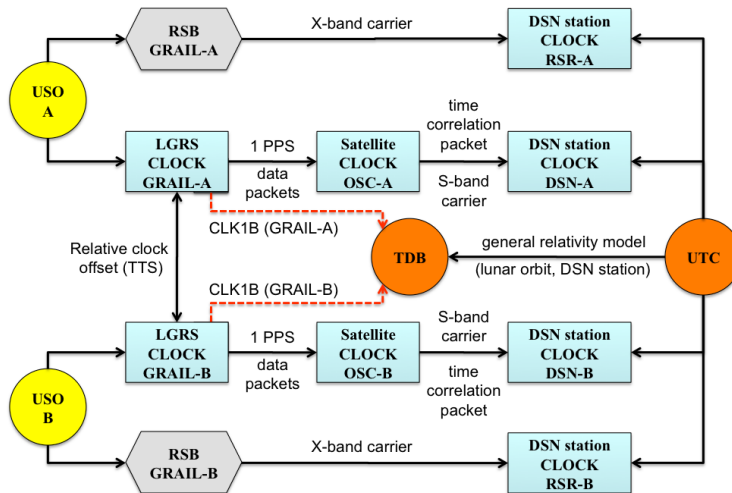 RSB
GRAIL-A
X-band carrier
DSN station
CLOCK
RSR-A
USO
A
LGRS
CLOCK
GRAIL-A
1 PPS
data
packets
Satellite
CLOCK
OSC-A
time
correlation
packet
S-band
carrier
DSN station
CLOCK
DSN-A
CLK1B (GRAIL-A)
Relative clock
offset (TTS)
TDB
general relativity model
(lunar orbit, DSN station)
UTC
CLK1B (GRAIL-B)
LGRS
CLOCK
GRAIL-B
1 PPS
data
packets
Satellite
CLOCK
OSC-B
S-band
carrier
time
correlation
packet
DSN station
CLOCK
DSN-B
USO
B
RSB
GRAIL-B
X-band carrier
DSN station
CLOCK
RSR-B